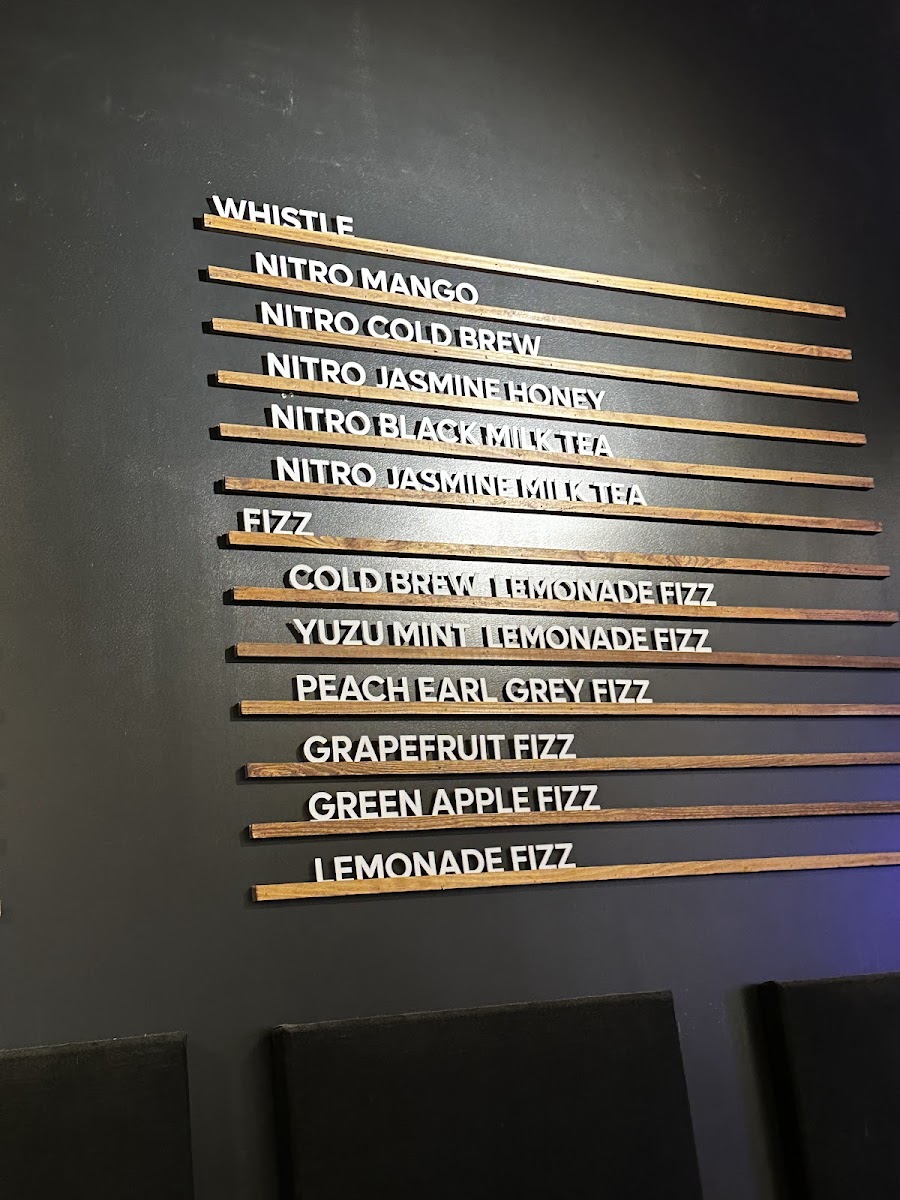 WHISTLE
NITRO MANGO
NITRO COLD BREW
NITRO JASMINE HONEY
NITRO BLACK MILK TEA
NITRO JASMINE MILK TEA
FIZZ
COLD BREW LEMONADE FIZZ
YUZU MINT LEMONADE FIZZ
PEACH EARL GREY FIZZ
GRAPEFRUIT FIZZ
GREEN APPLE FIZZ
LEMONADE FIZZ